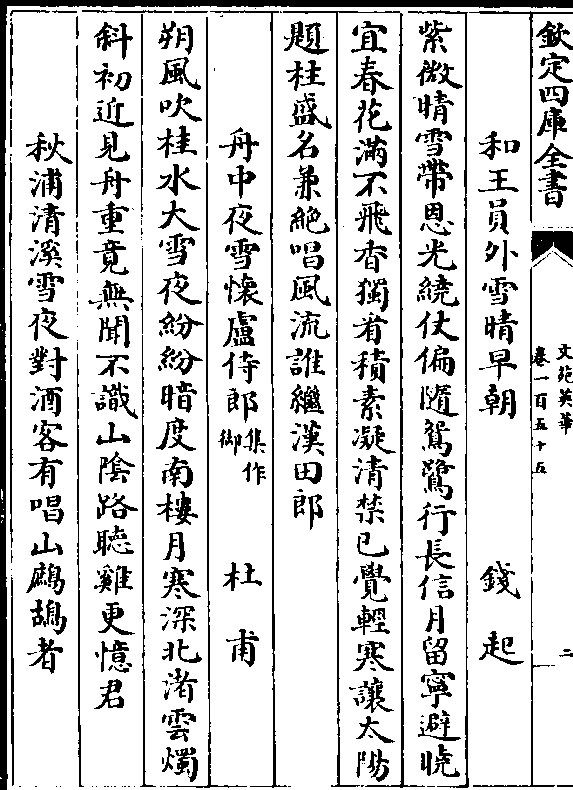 欽定四庫全書
文苑英華
卷一百五十五
二
和王員外雪晴早朝　錢起
紫微晴雪帶恩光繞仗偏隨鴛鷺行長信月留寧避曉
宜春花滿不飛香獨看積素凝清禁已覺輕寒讓太陽
題柱盛名兼絶唱風流誰繼漢田郎
舟中夜雪懷盧侍郎集作御　杜甫
朔風吹桂水大雪夜紛紛暗度南樓月寒深北渚雲燭
斜初近見舟重竟無聞不識山陰路聽雞更憶君
秋浦清溪雪夜對酒客有唱山鷓鴣者